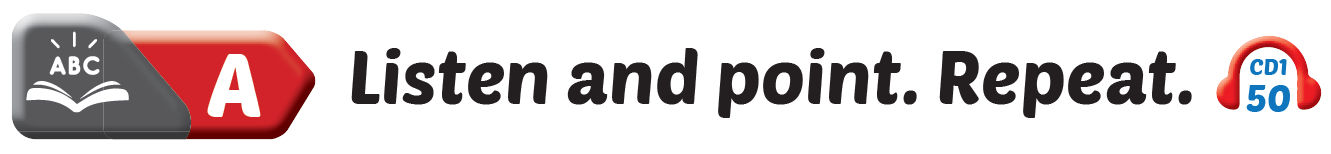 ABC A Listen and point. Repeat. CD1 50